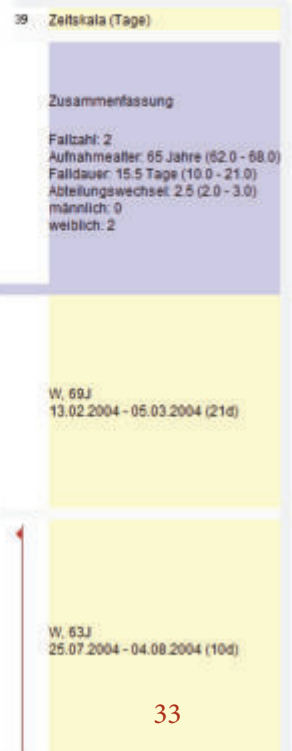 39 Zeitskala (Tage)
Zusammenfassung
Fallzahl: 2
Aufnahmealter: 65 Jahre (62.0 - 68.0)
Falldauer: 15.5 Tage (10.0 - 21.0)
Abteilungswechsel: 2.5 (2.0 - 3.0)
männlich: 0
weiblich: 2
W, 69J
13.02.2004 - 05.03.2004 (21d)
W, 63J
25.07.2004 - 04.08.2004 (10d)
33